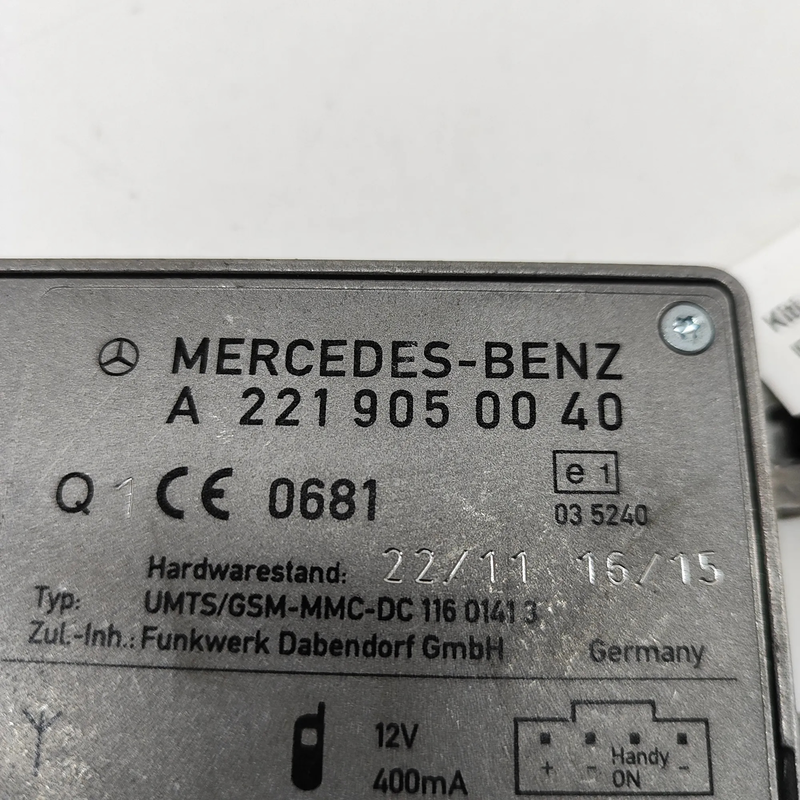 MERCEDES-BENZ
A 221 905 00 40
Q 1 CE 0681
e 1
03 5240
Hardwarestand: 22/11 16/15
Typ: UMTS/GSM-MMC-DC 116 0141 3
Zul.-Inh.: Funkwerk Dabendorf GmbH Germany
12V
400mA
+ - Handy -
ON